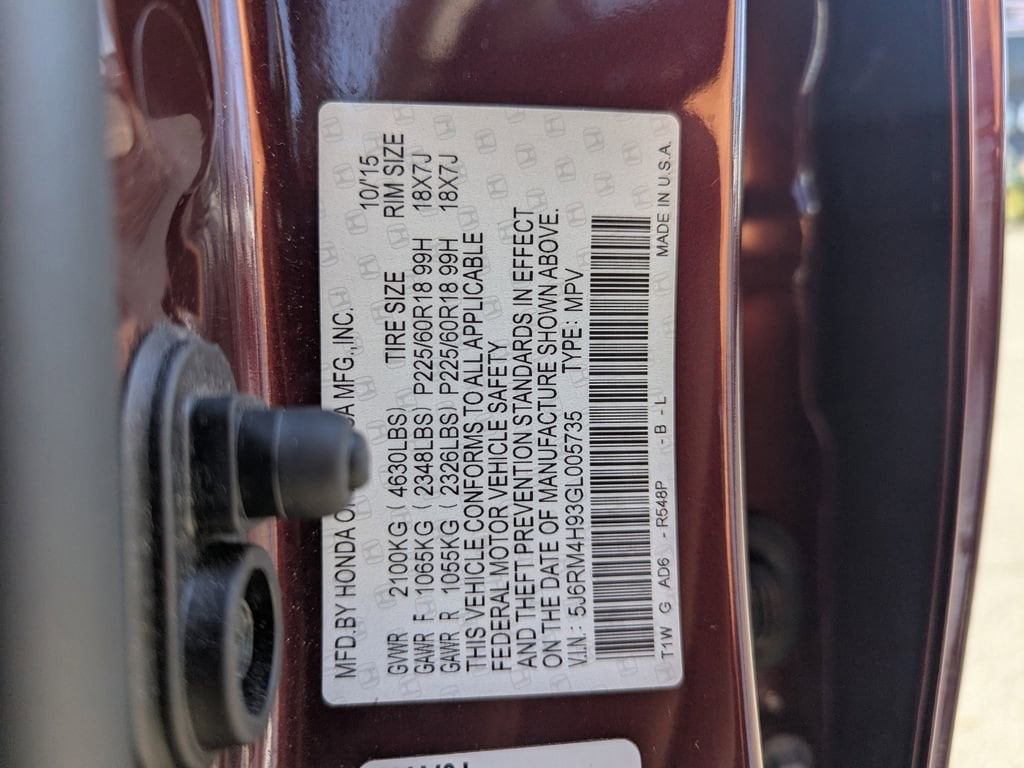 MFD.BY HONDA O UA MFG.,INC. 10/15
GVWR 2100KG ( 4630LBS) TIRE SIZE RIM SIZE
GAWR F 1065KG ( 2348LBS) P225/60R18 99H 18X7J
GAWR R 1055KG ( 2326LBS) P225/60R18 99H 18X7J
THIS VEHICLE CONFORMS TO ALL APPLICABLE
FEDERAL MOTOR VEHICLE SAFETY
AND THEFT PREVENTION STANDARDS IN EFFECT
ON THE DATE OF MANUFACTURE SHOWN ABOVE.
V.I.N.: 5J6RM4H93GL005735 TYPE: MPV
T1W G AD6 -R548P -B-L MADE IN U.S.A.